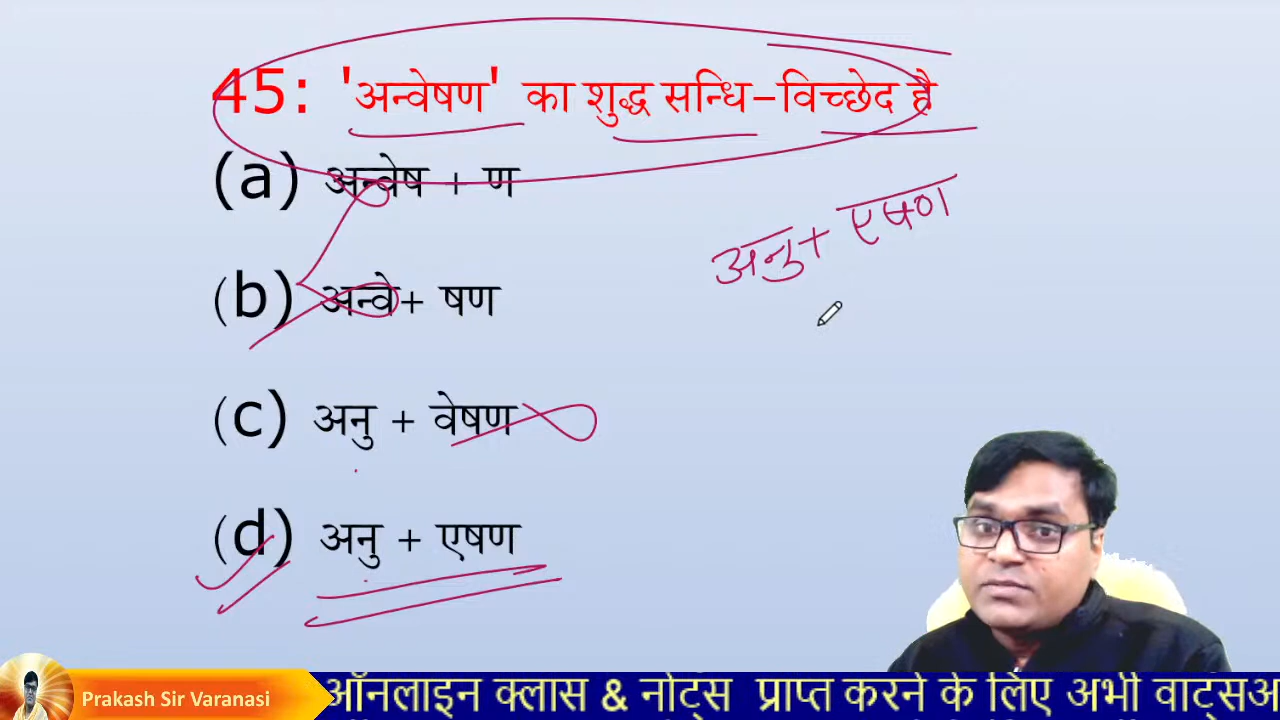 45: 'अन्वेषण' का शुद्ध सन्धि-विच्छेद है
(a) अन्वेष + ण
(b) अन्वे + षण
(c) अनु + वेषण
(d) अनु + एषण
अनु + एषण
Prakash Sir Varanasi
ऑनलाइन क्लास & नोट्स प्राप्त करने के लिए अभी वाट्सअ